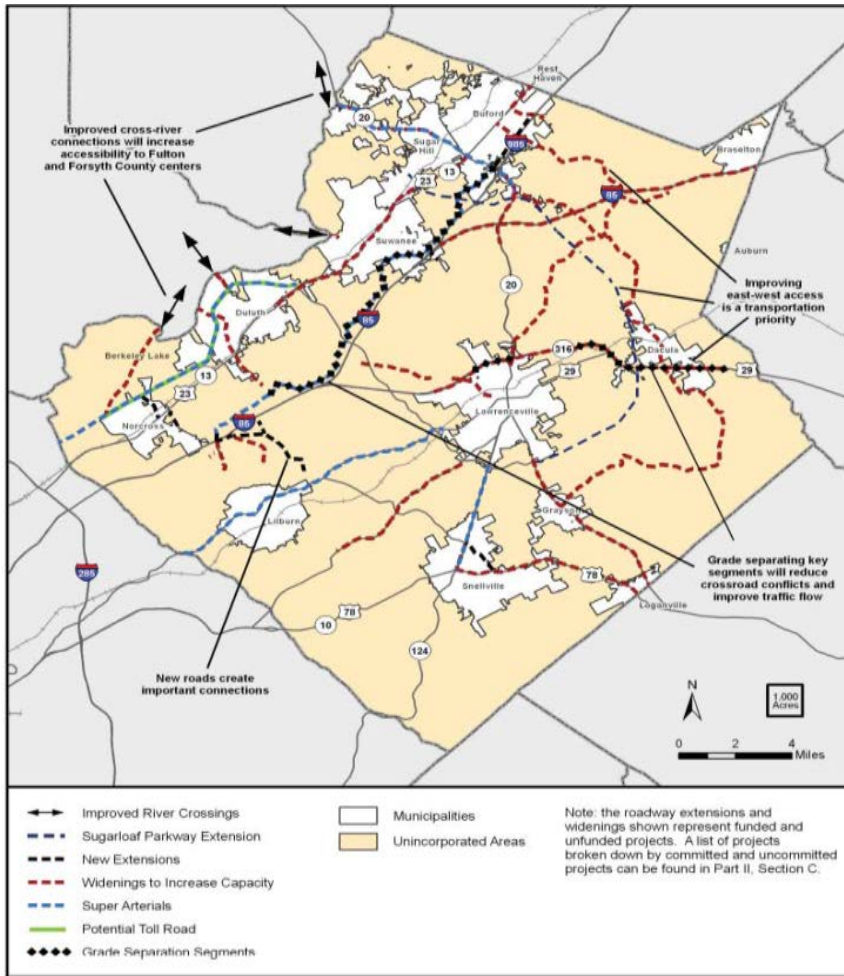 Improved cross-river
connections will increase
accessibility to Fulton
and Forsyth County centers
Rest
Haven
Buford
20
Sugar
Hill
985
13
23
Braselton
85
Suwanee
Auburn
Improving
east-west access
is a transportation
priority
20
Duluth
85
Berkeley Lake
316
Dacula
13
29
29
23
Lawrenceville
Norcross
85
Lilburn
Grayson
Grade separating key
segments will reduce
crossroad conflicts and
improve traffic flow
285
Snellville
78
78
Loganville
10
124
New roads create
important connections
N
1,000
Acres
0 2 4
Miles
Improved River Crossings
Sugarloaf Parkway Extension
New Extensions
Widenings to Increase Capacity
Super Arterials
Potential Toll Road
Grade Separation Segments
Municipalities
Unincorporated Areas
Note: the roadway extensions and
widenings shown represent funded and
unfunded projects. A list of projects
broken down by committed and uncommitted
projects can be found in Part II, Section C.